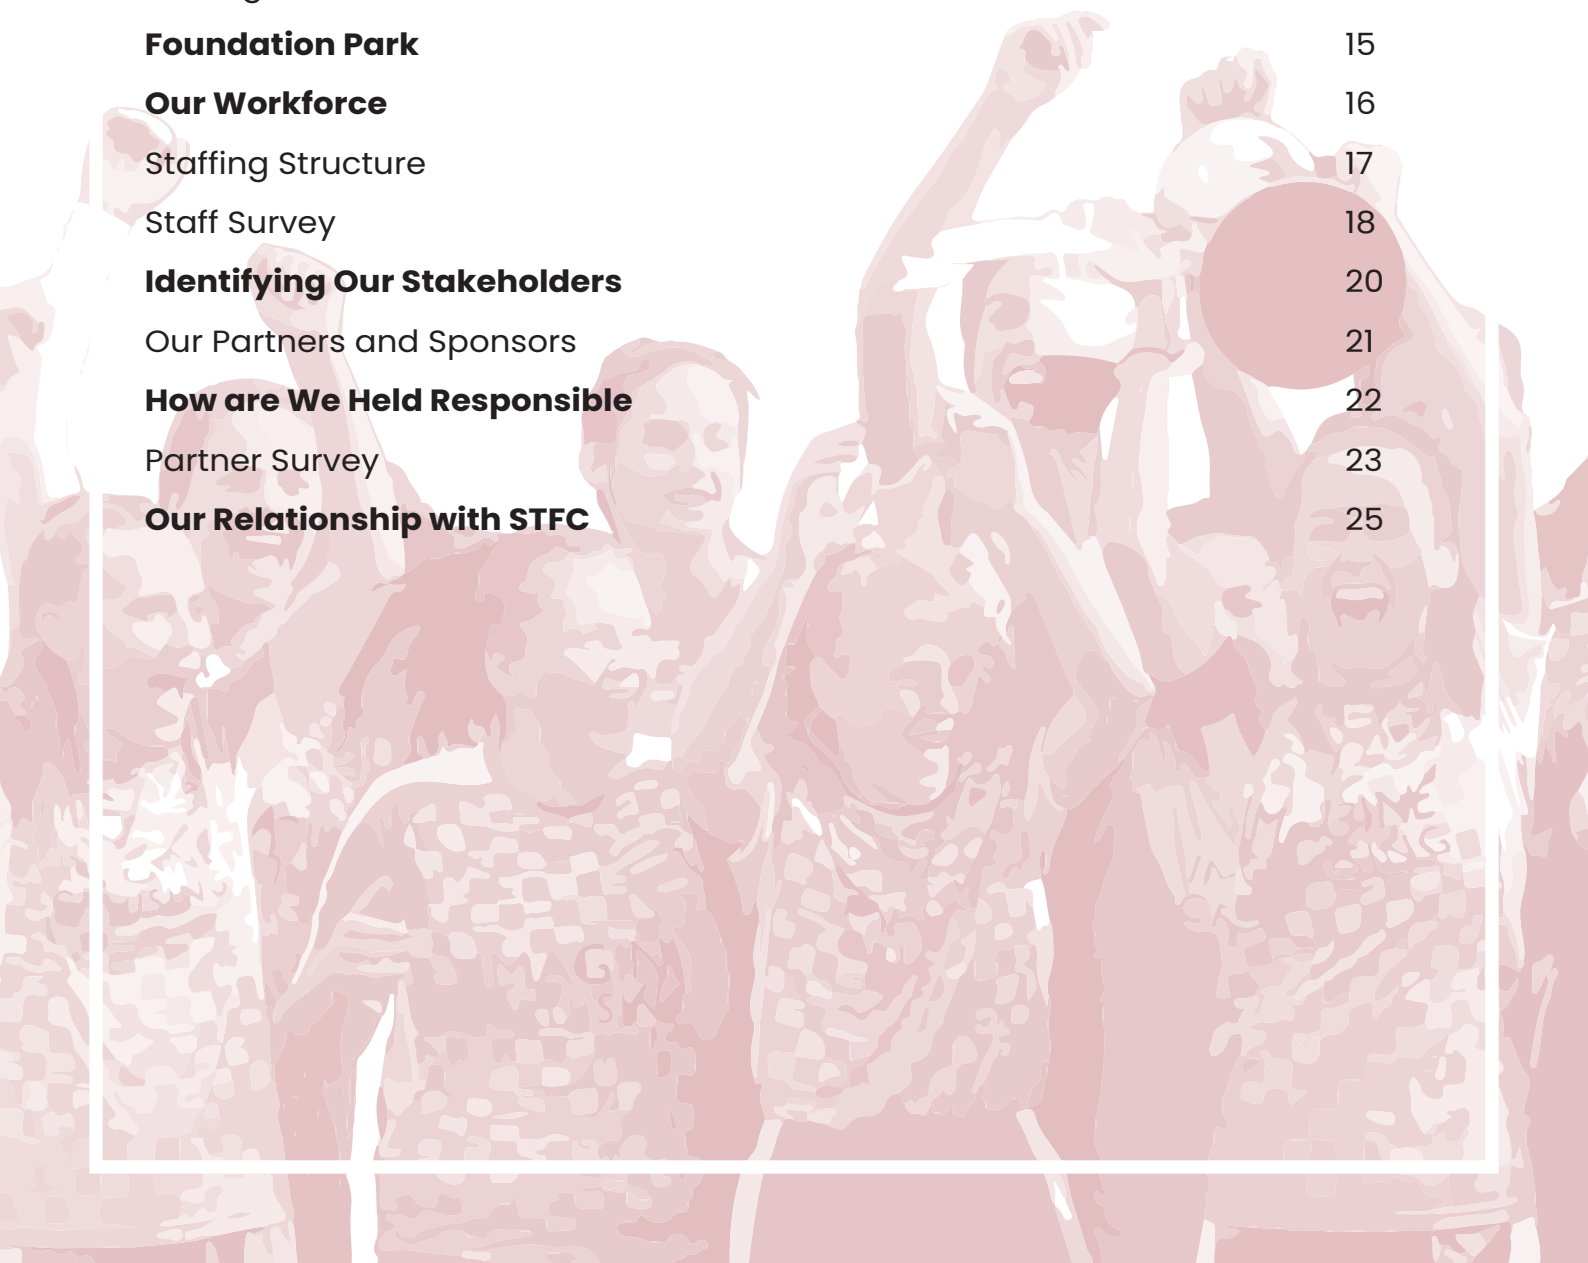 Foundation Park 15
Our Workforce 16
Staffing Structure 17
Staff Survey 18
Identifying Our Stakeholders 20
Our Partners and Sponsors 21
How are We Held Responsible 22
Partner Survey 23
Our Relationship with STFC 25